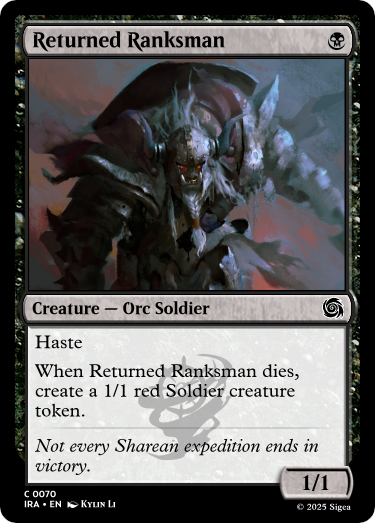 Returned Ranksman
Creature — Orc Soldier
Haste
When Returned Ranksman dies,
create a 1/1 red Soldier creature
token.
Not every Sharean expedition ends in
victory.
1/1
C 0070
IRA • EN Kylin Li
© 2025 Sigea